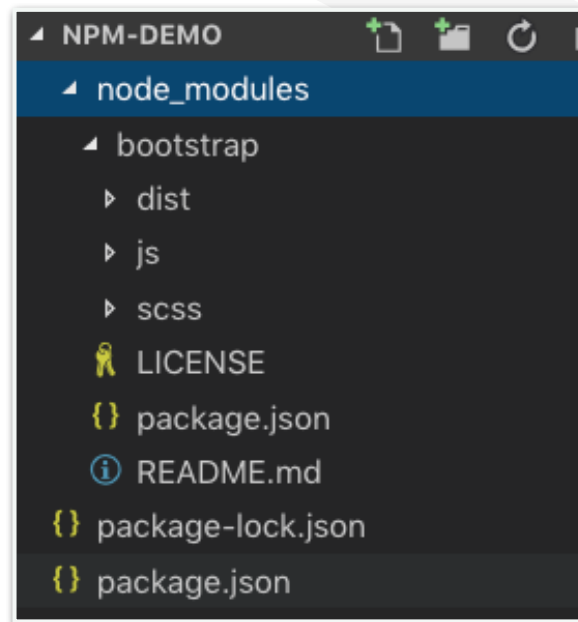 NPM-DEMO
node_modules
bootstrap
dist
js
scss
LICENSE
{} package.json
README.md
{} package-lock.json
{} package.json